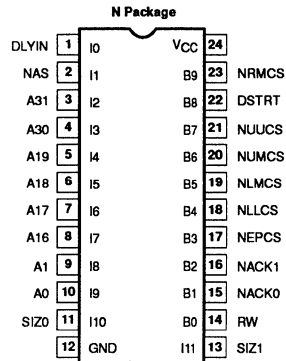 N Package
DLYIN 1 I0 VCC 24
NAS 2 I1 B9 23 NRMCS
A31 3 I2 B8 22 DSTRT
A30 4 I3 B7 21 NUUCS
A19 5 I4 B6 20 NUMCS
A18 6 I5 B5 19 NLMCS
A17 7 I6 B4 18 NLLCS
A16 8 I7 B3 17 NEPCS
A1 9 I8 B2 16 NACK1
A0 10 I9 B1 15 NACK0
SIZ0 11 I10 B0 14 RW
12 GND I11 13 SIZ1